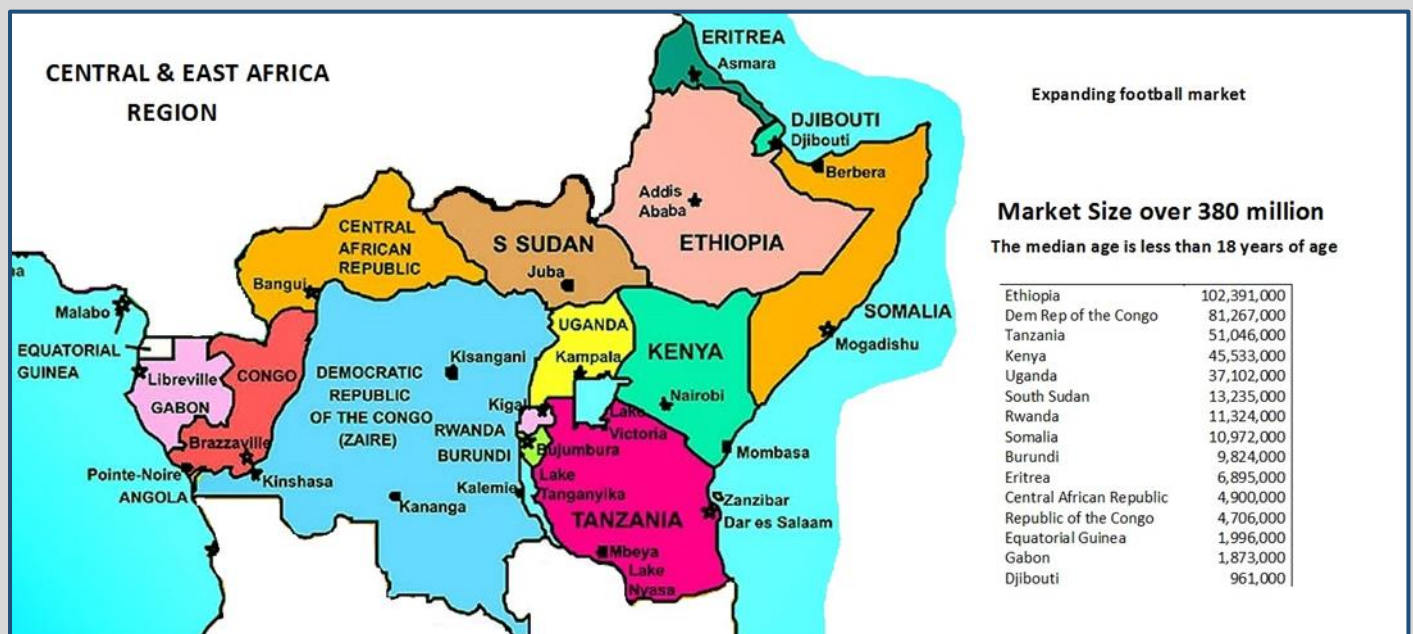 CENTRAL & EAST AFRICA
REGION
Expanding football market
Market Size over 380 million
The median age is less than 18 years of age
Ethiopia 102,391,000
Dem Rep of the Congo 81,267,000
Tanzania 51,046,000
Kenya 45,533,000
Uganda 37,102,000
South Sudan 13,235,000
Rwanda 11,324,000
Somalia 10,972,000
Burundi 9,824,000
Eritrea 6,895,000
Central African Republic 4,900,000
Republic of the Congo 4,706,000
Equatorial Guinea 1,996,000
Gabon 1,873,000
Djibouti 961,000
ERITREA
Asmara
DJIBOUTI
Djibouti
Berbera
Addis
Ababa
ETHIOPIA
CENTRAL
AFRICAN
REPUBLIC
Bangui
S SUDAN
Juba
SOMALIA
Mogadishu
Malabo
EQUATORIAL
GUINEA
Libreville
GABON
CONGO
Brazzaville
Pointe-Noire
ANGOLA
Kinshasa
DEMOCRATIC
REPUBLIC
OF THE CONGO
(ZAIRE)
Kisangani
Kananga
Kalemie
UGANDA
Kampala
KENYA
Nairobi
Mombasa
Kigal
RWANDA
BURUNDI
Bujumbura
Lake
Victoria
Lake
Tanganyika
TANZANIA
Zanzibar
Dar es Salaam
Mbeya
Lake
Nyasa